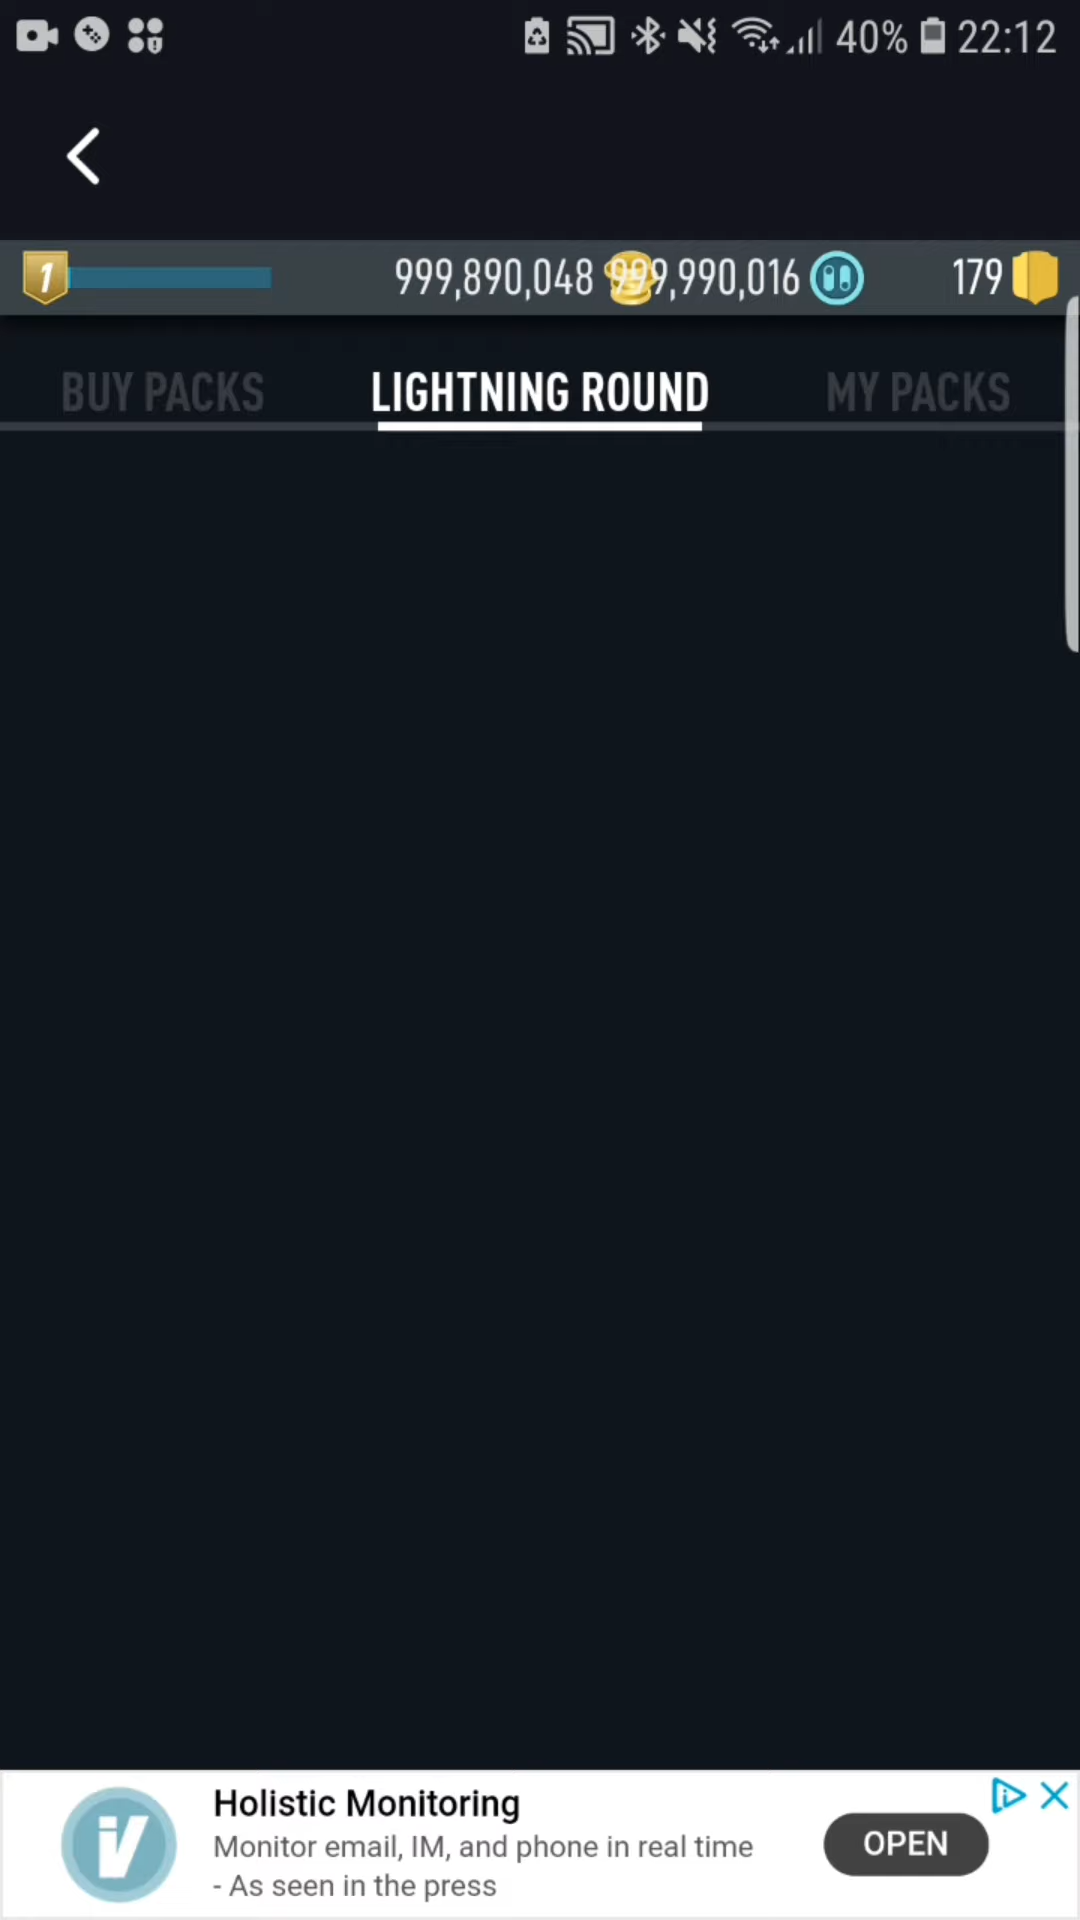 40% 22:12
1 999,890,048 999,990,016 179
BUY PACKS LIGHTNING ROUND MY PACKS
Holistic Monitoring
Monitor email, IM, and phone in real time
- As seen in the press
OPEN